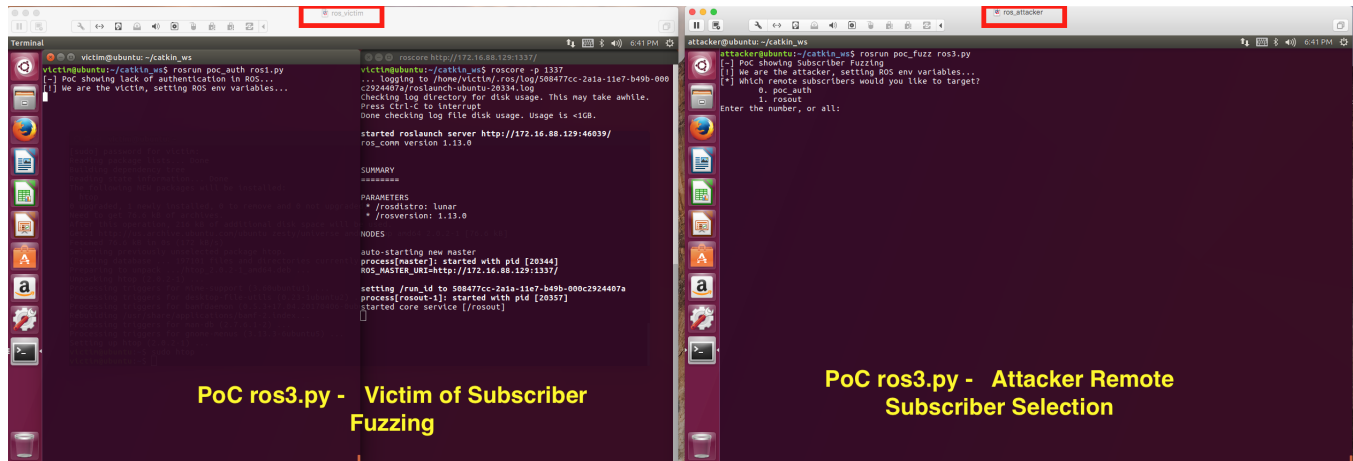 ros_victim
Terminal
6:41 PM
victim@ubuntu: ~/catkin_ws
victim@ubuntu:~/catkin_ws$ rosrun poc_auth ros1.py
[~] PoC showing lack of authentication in ROS...
[!] We are the victim, setting ROS env variables...
roscore http://172.16.88.129:1337/
victim@ubuntu:~/catkin_ws$ roscore -p 1337
... logging to /home/victim/.ros/log/508477cc-2a1a-11e7-b49b-000
c2924407a/roslaunch-ubuntu-20334.log
Checking log directory for disk usage. This may take awhile.
Press Ctrl-C to interrupt
Done checking log file disk usage. Usage is <1GB.
started roslaunch server http://172.16.88.129:46039/
ros_comm version 1.13.0
SUMMARY
========
PARAMETERS
* /rosdistro: lunar
* /rosversion: 1.13.0
NODES
auto-starting new master
process[master]: started with pid [20344]
ROS_MASTER_URI=http://172.16.88.129:1337/
setting /run_id to 508477cc-2a1a-11e7-b49b-000c2924407a
process[rosout-1]: started with pid [20357]
started core service [/rosout]
PoC ros3.py - Victim of Subscriber
Fuzzing
ros_attacker
attacker@ubuntu: ~/catkin_ws
6:41 PM
attacker@ubuntu:~/catkin_ws$ rosrun poc_fuzz ros3.py
[~] PoC showing Subscriber Fuzzing
[!] We are the attacker, setting ROS env variables...
[*] Which remote subscribers would you like to target?
0. poc_auth
1. rosout
Enter the number, or all:
PoC ros3.py - Attacker Remote
Subscriber Selection